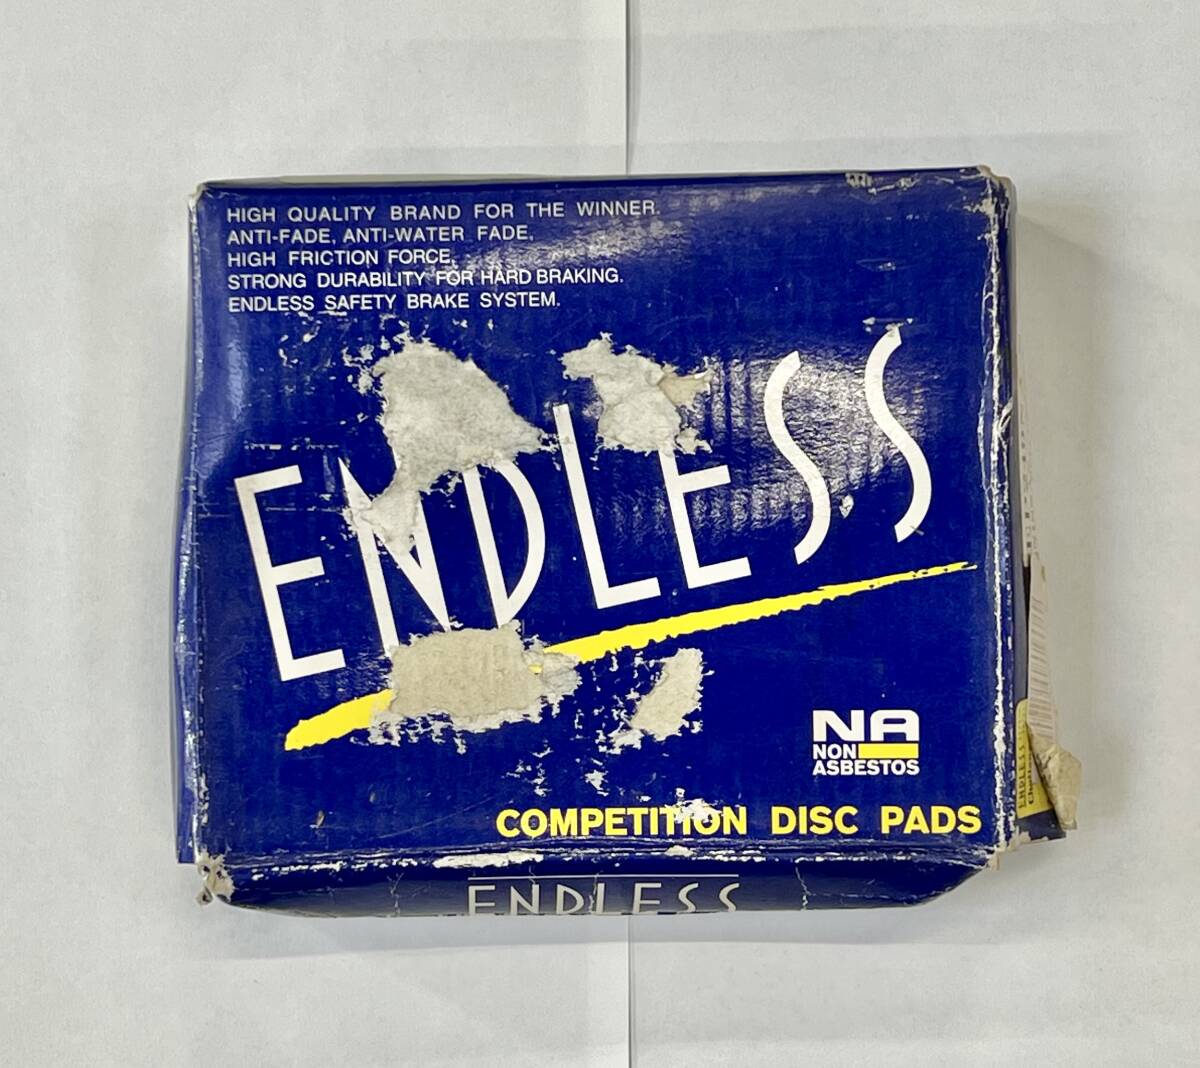 HIGH QUALITY BRAND FOR THE WINNER.
ANTI-FADE, ANTI-WATER FADE,
HIGH FRICTION FORCE,
STRONG DURABILITY FOR HARD BRAKING.
ENDLESS SAFETY BRAKE SYSTEM.
ENDLESS
NA
NON
ASBESTOS
COMPETITION DISC PADS
ENDLESS
ENDLESS